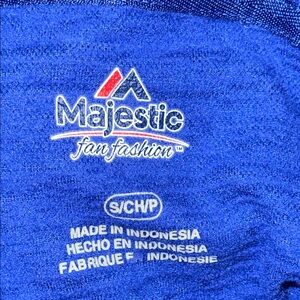 Majestic
fan fashion™
S/CH/P
MADE IN INDONESIA
HECHO EN INDONESIA
FABRIQUE E INDONESIE